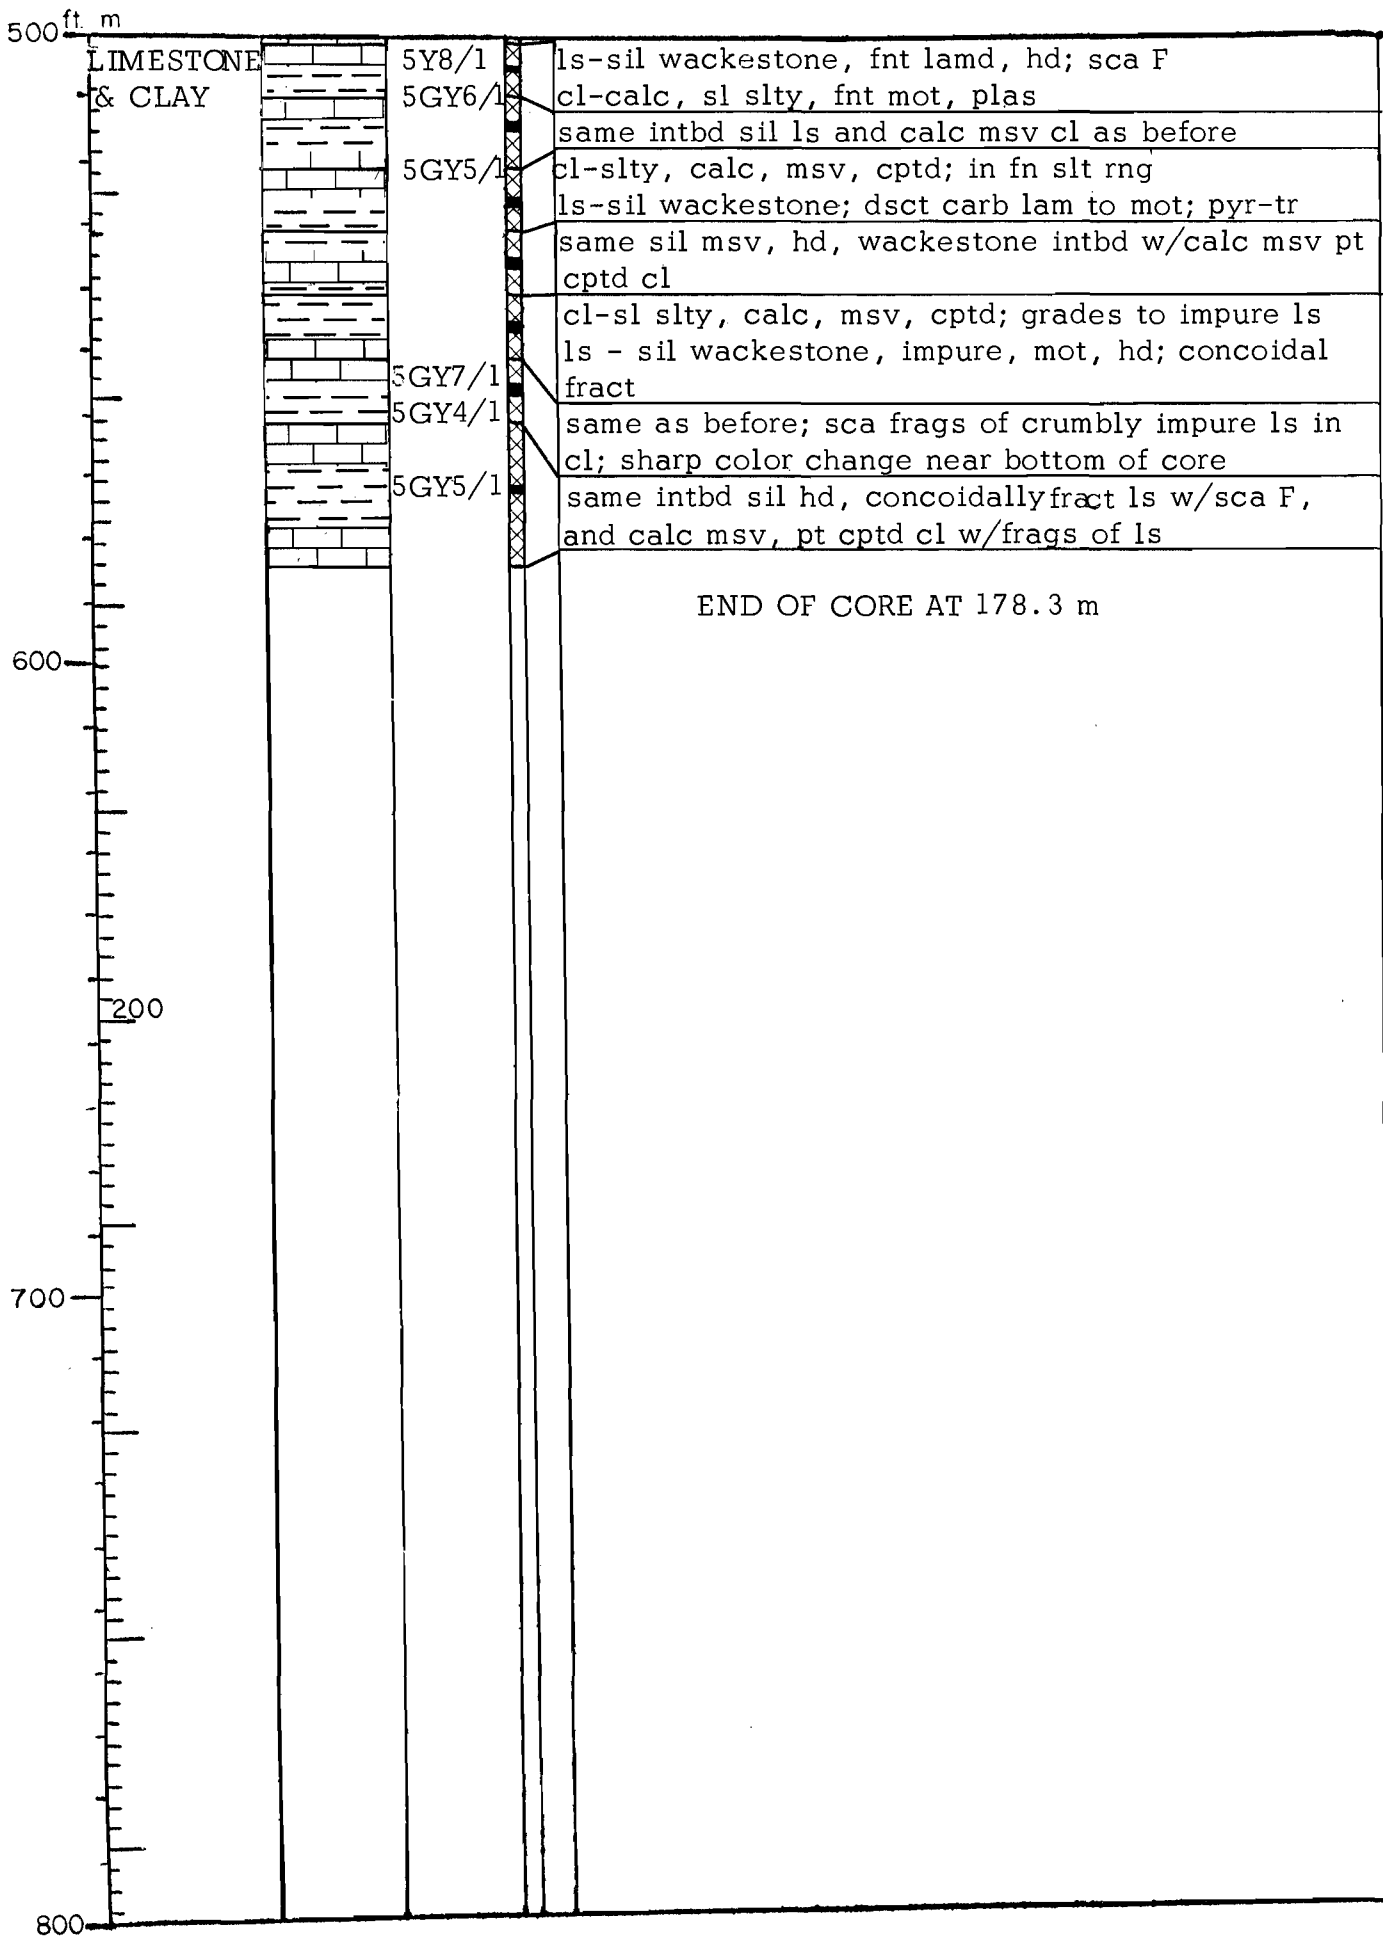 ft. m
500
LIMESTONE
& CLAY
5Y8/1
5GY6/1
5GY5/1
5GY7/1
5GY4/1
5GY5/1
ls-sil wackestone, fnt lamd, hd; sca F
cl-calc, sl slty, fnt mot, plas
same intbd sil ls and calc msv cl as before
cl-slty, calc, msv, cptd; in fn slt rng
ls-sil wackestone; dsct carb lam to mot; pyr-tr
same sil msv, hd, wackestone intbd w/calc msv pt
cptd cl
cl-sl slty, calc, msv, cptd; grades to impure ls
ls - sil wackestone, impure, mot, hd; concoidal
fract
same as before; sca frags of crumbly impure ls in
cl; sharp color change near bottom of core
same intbd sil hd, concoidally fract ls w/sca F,
and calc msv, pt cptd cl w/frags of ls
END OF CORE AT 178.3 m
600
200
700
800